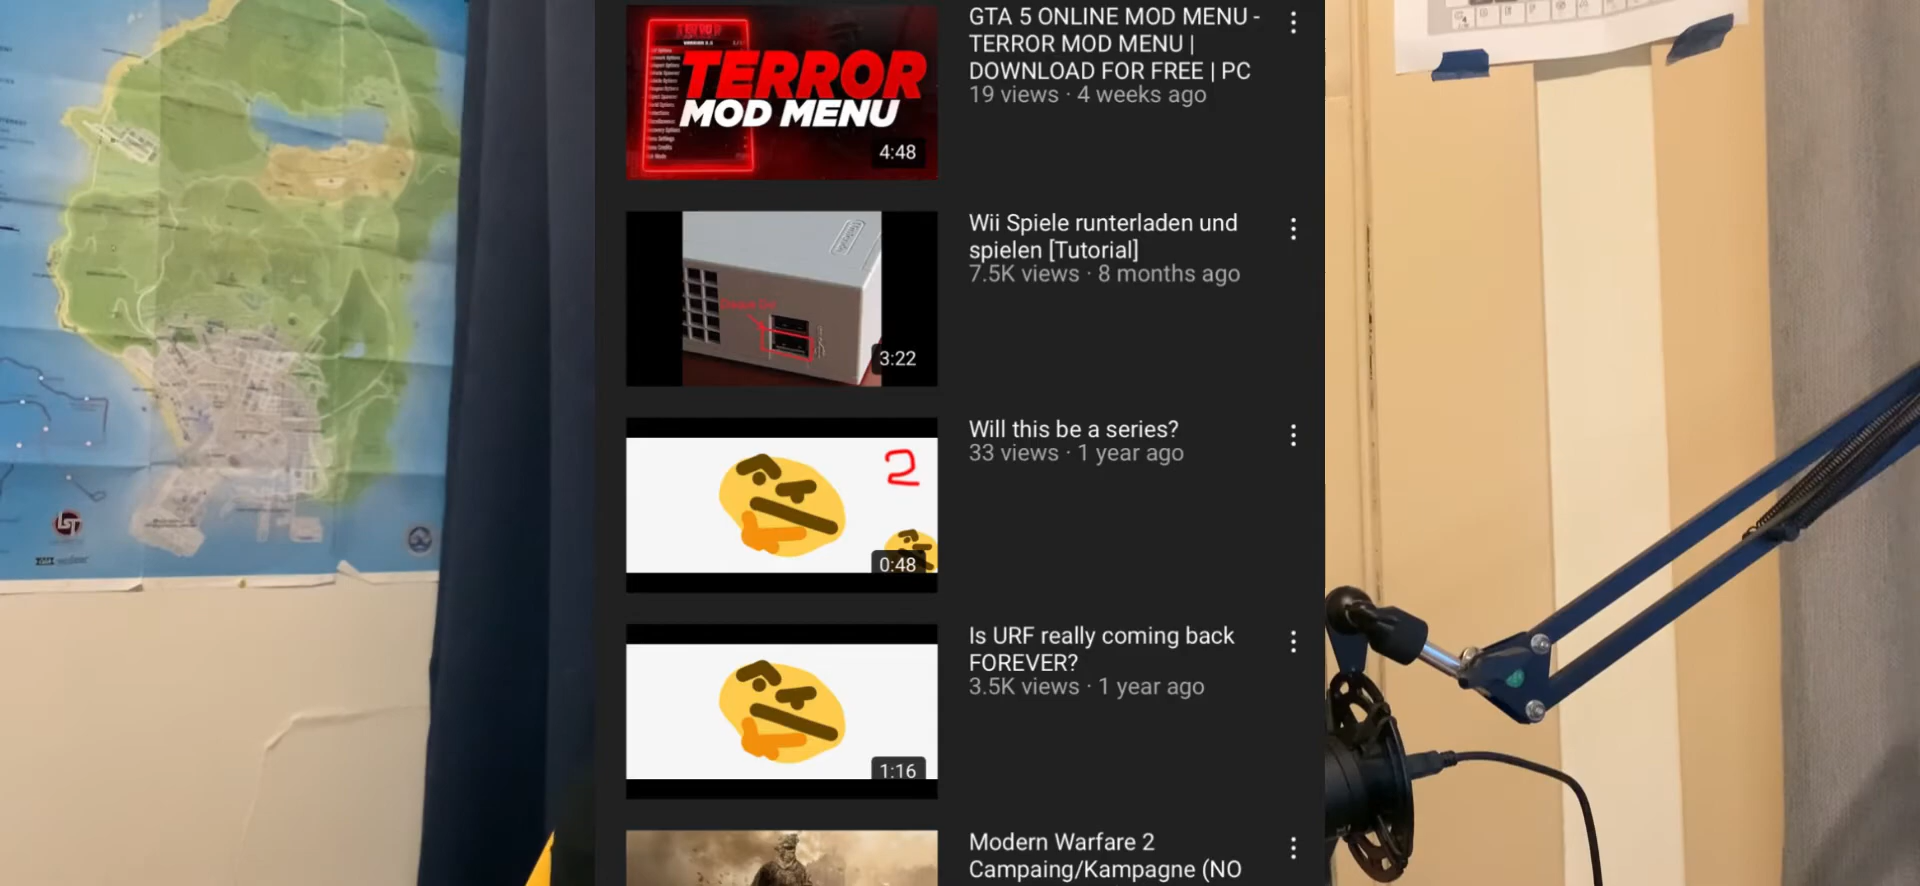 GTA 5 ONLINE MOD MENU -
TERROR MOD MENU |
DOWNLOAD FOR FREE | PC
19 views · 4 weeks ago
TERROR
MOD MENU
4:48
Wii Spiele runterladen und
spielen [Tutorial]
7.5K views · 8 months ago
3:22
Will this be a series?
33 views · 1 year ago
2
0:48
Is URF really coming back
FOREVER?
3.5K views · 1 year ago
1:16
Modern Warfare 2
Campaing/Kampagne (NO
LST